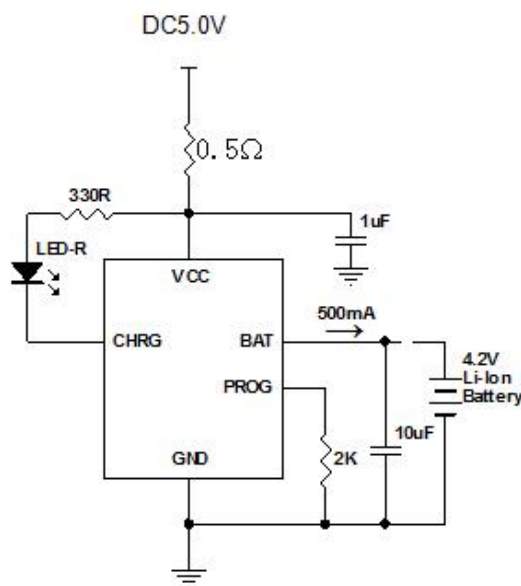 DC5.0V
0.5Ω
330R
1uF
LED-R
VCC
500mA
CHRG
BAT
4.2V
Li-Ion
Battery
PROG
10uF
2K
GND